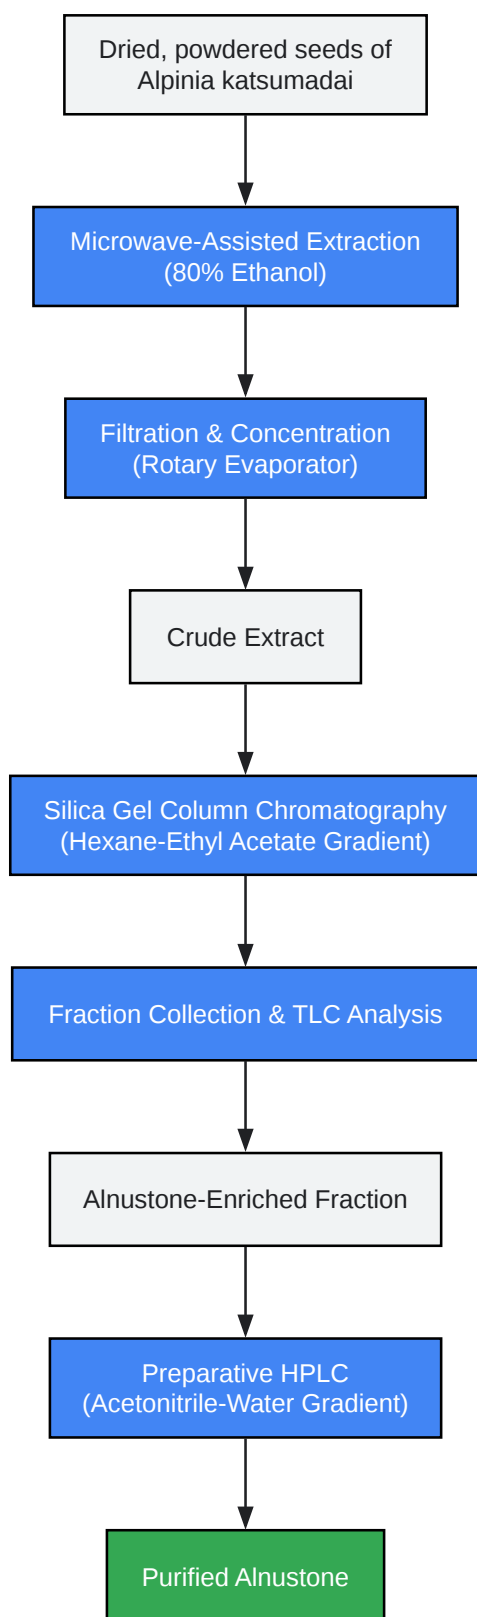 Dried, powdered seeds of
Alpinia katsumadai
Microwave-Assisted Extraction
(80% Ethanol)
Filtration & Concentration
(Rotary Evaporator)
Crude Extract
Silica Gel Column Chromatography
(Hexane-Ethyl Acetate Gradient)
Fraction Collection & TLC Analysis
Alnustone-Enriched Fraction
Preparative HPLC
(Acetonitrile-Water Gradient)
Purified Alnustone